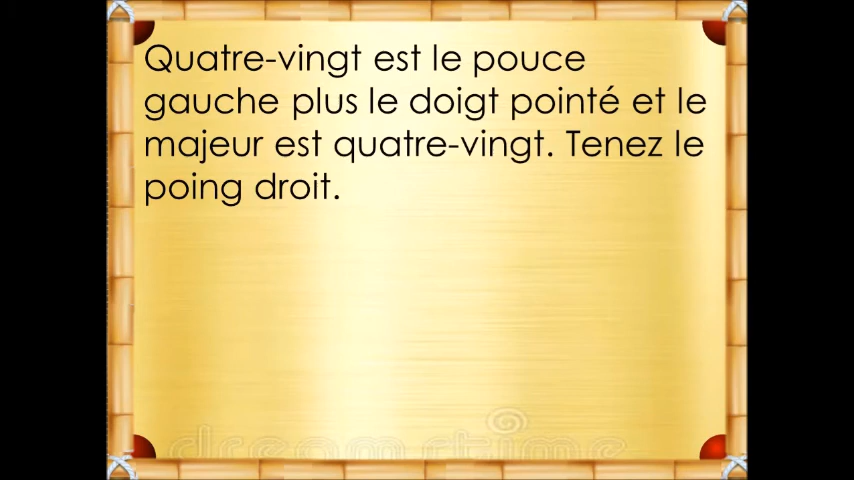 Quatre-vingt est le pouce
gauche plus le doigt pointé et le
majeur est quatre-vingt. Tenez le
poing droit.
dreamstime